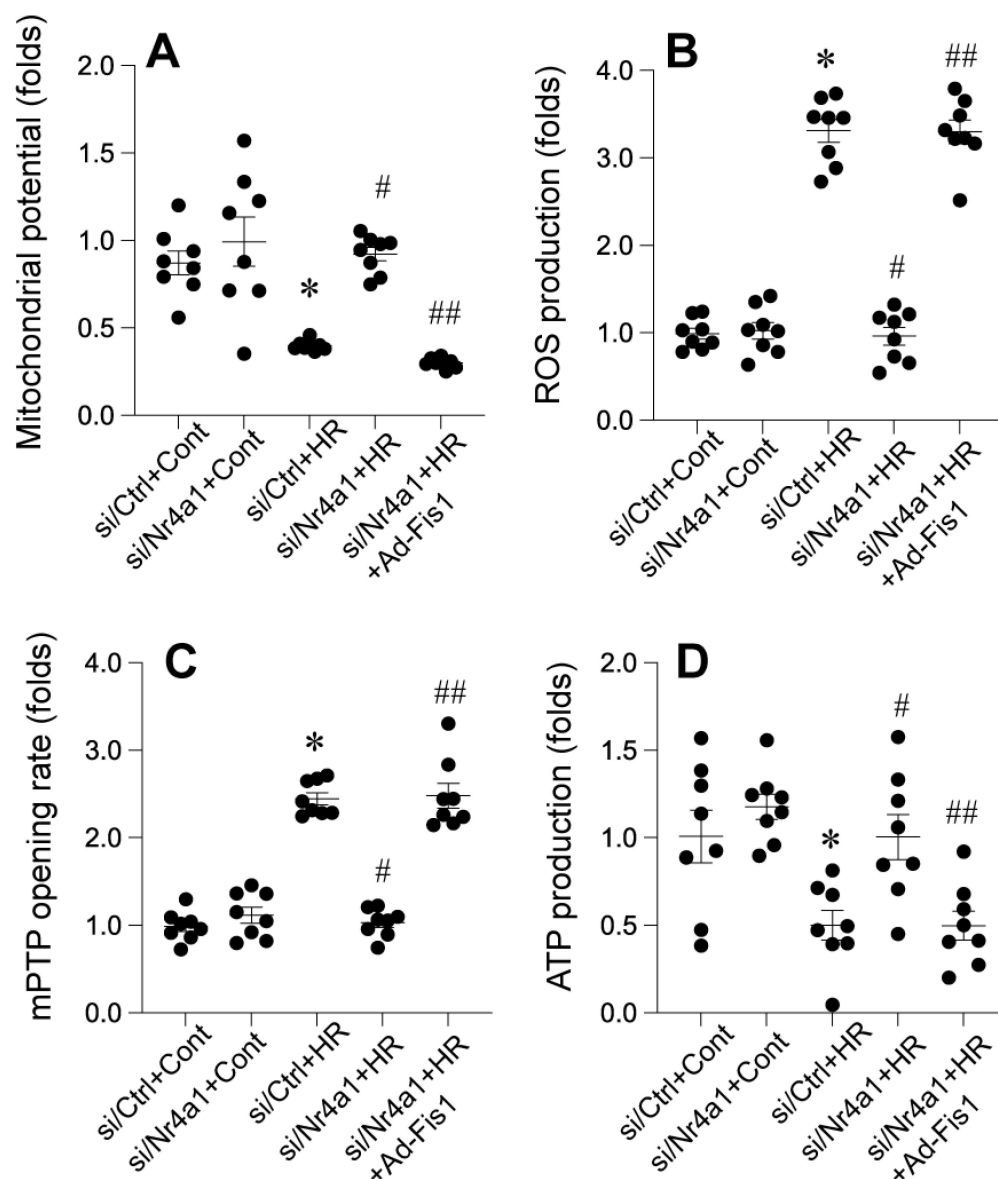 A
Mitochondrial potential (folds)
2.0
1.5
1.0
0.5
0.0
*
#
##
si/Ctrl+Cont
si/Nr4a1+Cont
si/Ctrl+HR
si/Nr4a1+HR
si/Nr4a1+HR
+Ad-Fis1
B
ROS production (folds)
4.0
3.0
2.0
1.0
0.0
*
#
##
si/Ctrl+Cont
si/Nr4a1+Cont
si/Ctrl+HR
si/Nr4a1+HR
si/Nr4a1+HR
+Ad-Fis1
C
mPTP opening rate (folds)
4.0
3.0
2.0
1.0
0.0
*
#
##
si/Ctrl+Cont
si/Nr4a1+Cont
si/Ctrl+HR
si/Nr4a1+HR
si/Nr4a1+HR
+Ad-Fis1
D
ATP production (folds)
2.0
1.5
1.0
0.5
0.0
*
#
##
si/Ctrl+Cont
si/Nr4a1+Cont
si/Ctrl+HR
si/Nr4a1+HR
si/Nr4a1+HR
+Ad-Fis1